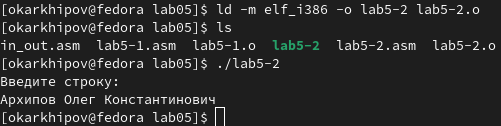 [okarkhipov@fedora lab05]$ ld -m elf_i386 -o lab5-2 lab5-2.o
[okarkhipov@fedora lab05]$ ls
in_out.asm  lab5-1.asm  lab5-1.o  lab5-2  lab5-2.asm  lab5-2.o
[okarkhipov@fedora lab05]$ ./lab5-2
Введите строку:
Архипов Олег Константинович
[okarkhipov@fedora lab05]$